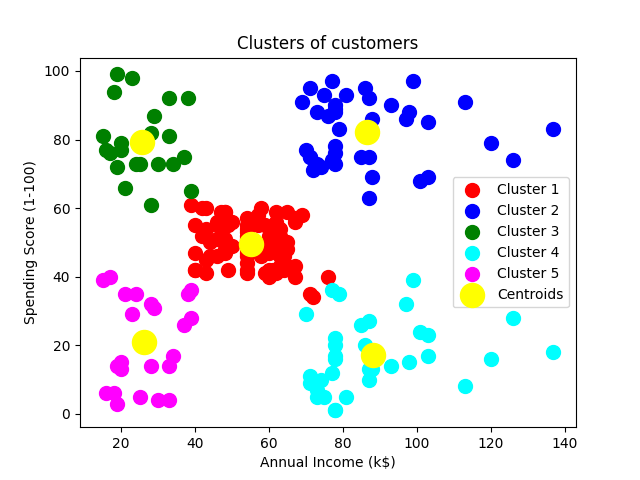 Clusters of customers
100
80
60
40
20
0
Spending Score (1-100)
Cluster 1
Cluster 2
Cluster 3
Cluster 4
Cluster 5
Centroids
20 40 60 80 100 120 140
Annual Income (k$)